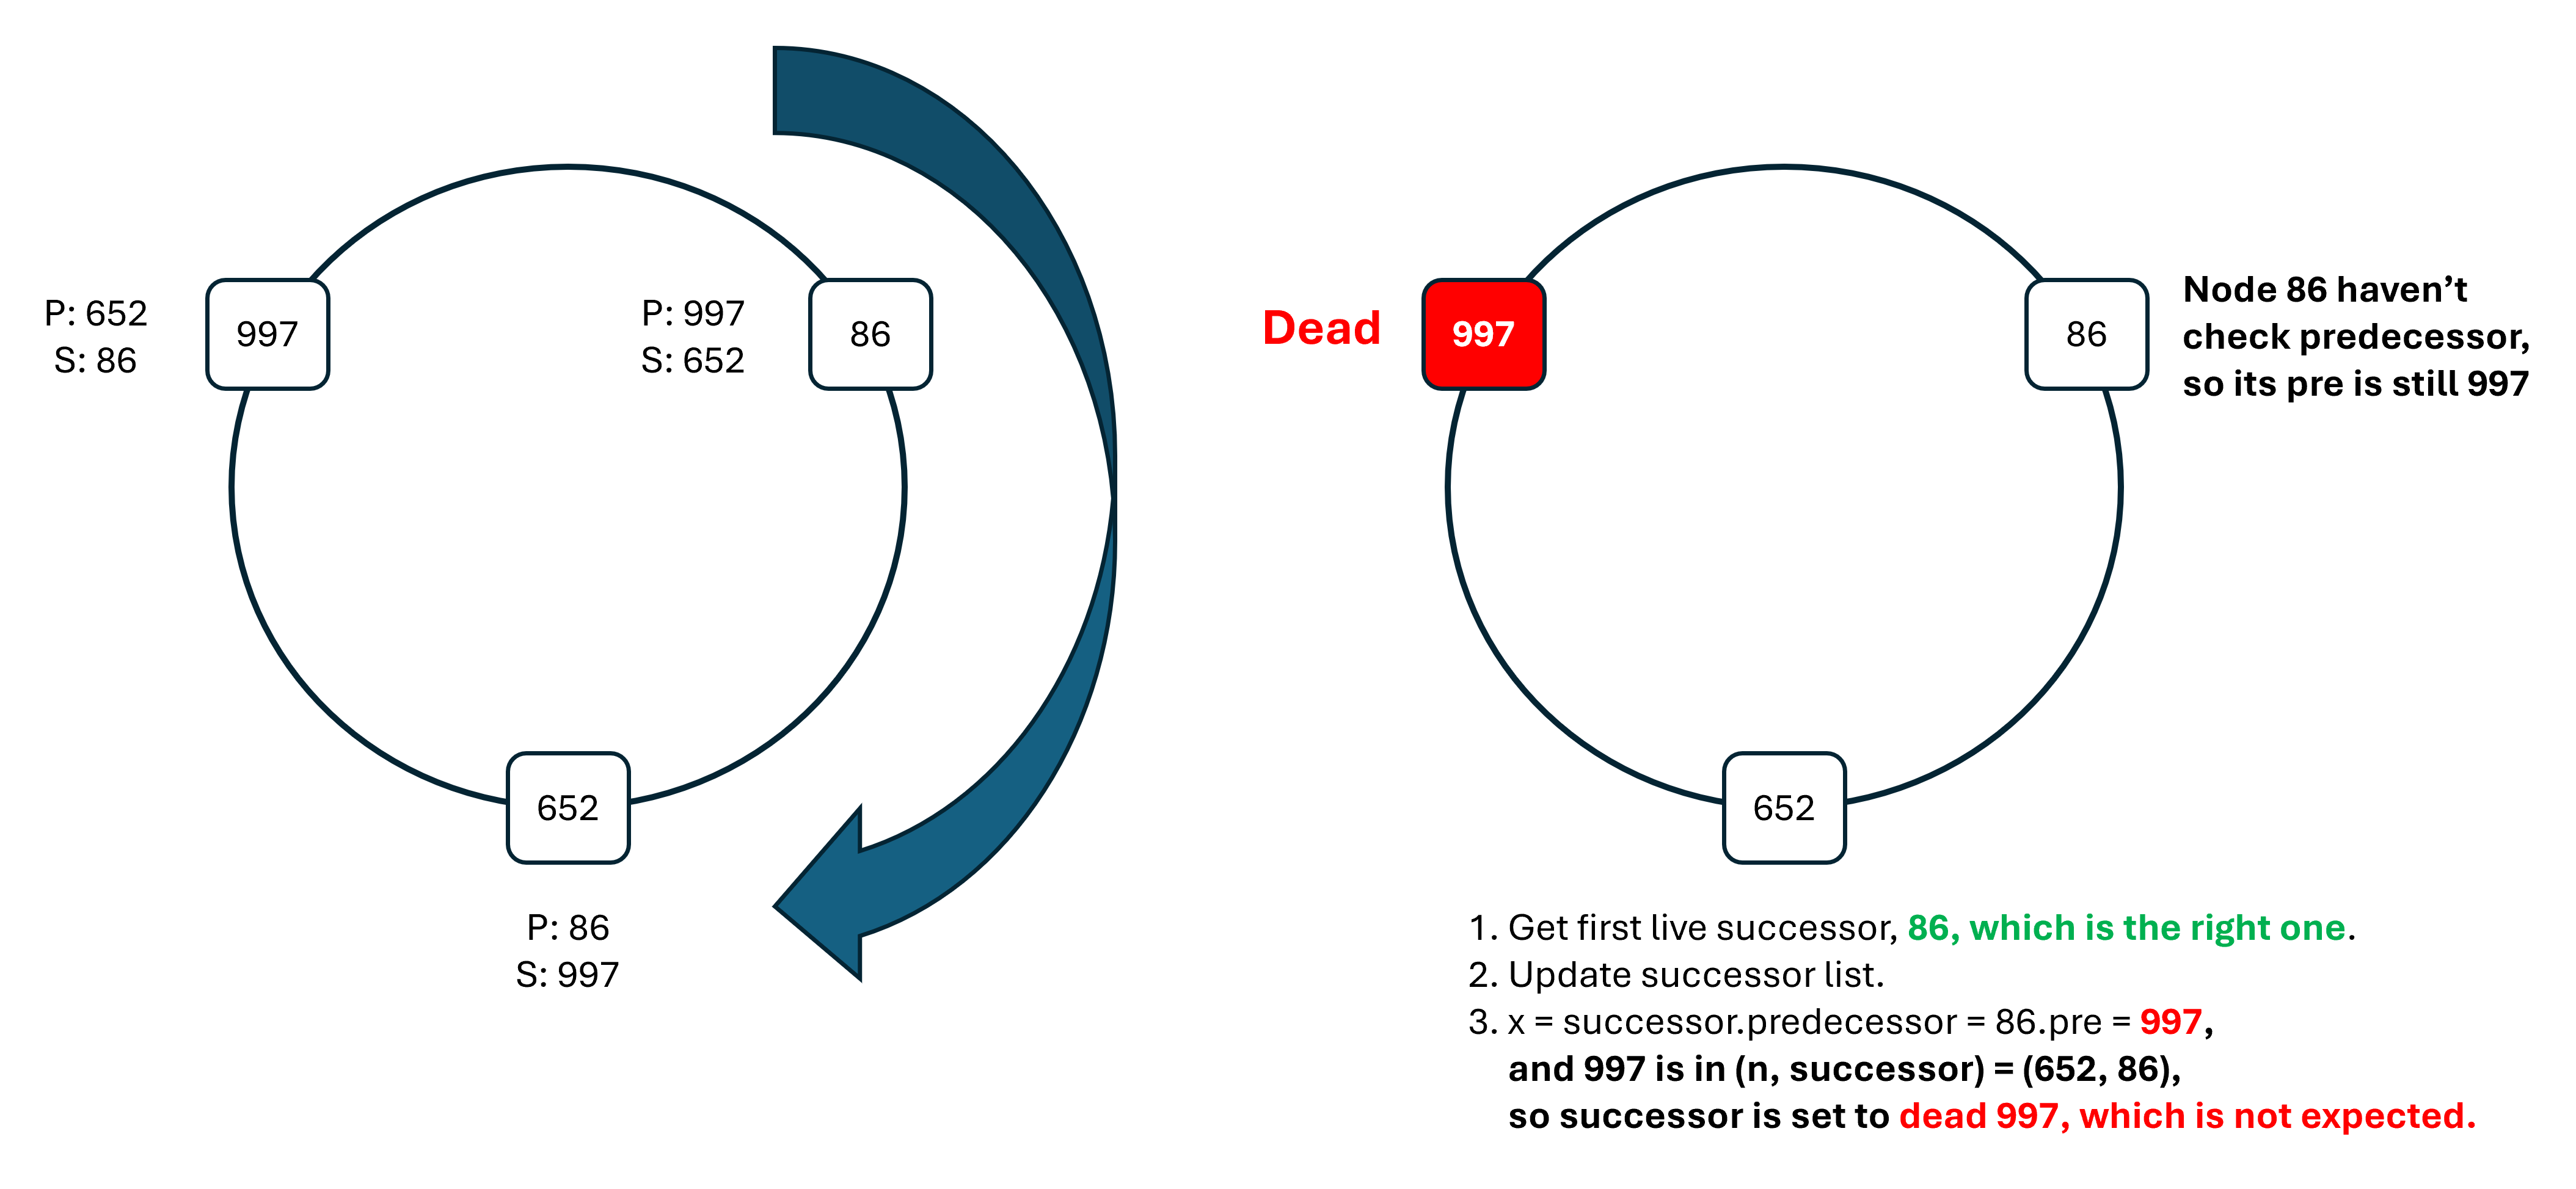 P: 652
S: 86
997
P: 997
S: 652
86
652
P: 86
S: 997
Dead
997
86
Node 86 haven’t
check predecessor,
so its pre is still 997
652
1. Get first live successor, 86, which is the right one.
2. Update successor list.
3. x = successor.predecessor = 86.pre = 997,
and 997 is in (n, successor) = (652, 86),
so successor is set to dead 997, which is not expected.